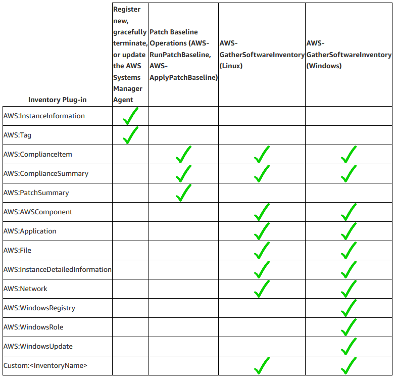 Inventory Plug-in
Register
new,
gracefully
terminate,
or update
the AWS
Systems
Manager
Agent
Patch Baseline
Operations (AWS-
RunPatchBaseline,
AWS-
ApplyPatchBaseline)
AWS-
GatherSoftwareInventory
(Linux)
AWS-
GatherSoftwareInventory
(Windows)
AWS:InstanceInformation
AWS:Tag
AWS:ComplianceItem
AWS:ComplianceSummary
AWS:PatchSummary
AWS:AWSComponent
AWS:Application
AWS:File
AWS:InstanceDetailedInformation
AWS:Network
AWS:WindowsRegistry
AWS:WindowsRole
AWS:WindowsUpdate
Custom:<InventoryName>